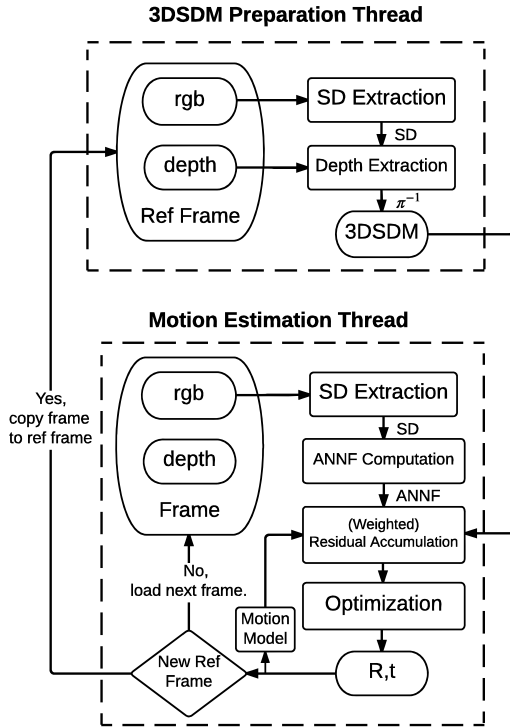 3DSDM Preparation Thread
rgb
SD Extraction
SD
depth
Depth Extraction
Ref Frame
π⁻¹
3DSDM
Motion Estimation Thread
rgb
SD Extraction
SD
depth
ANNF Computation
ANNF
Frame
(Weighted)
Residual Accumulation
Yes,
copy frame
to ref frame
No,
load next frame.
Optimization
Motion
Model
New Ref
Frame
R,t